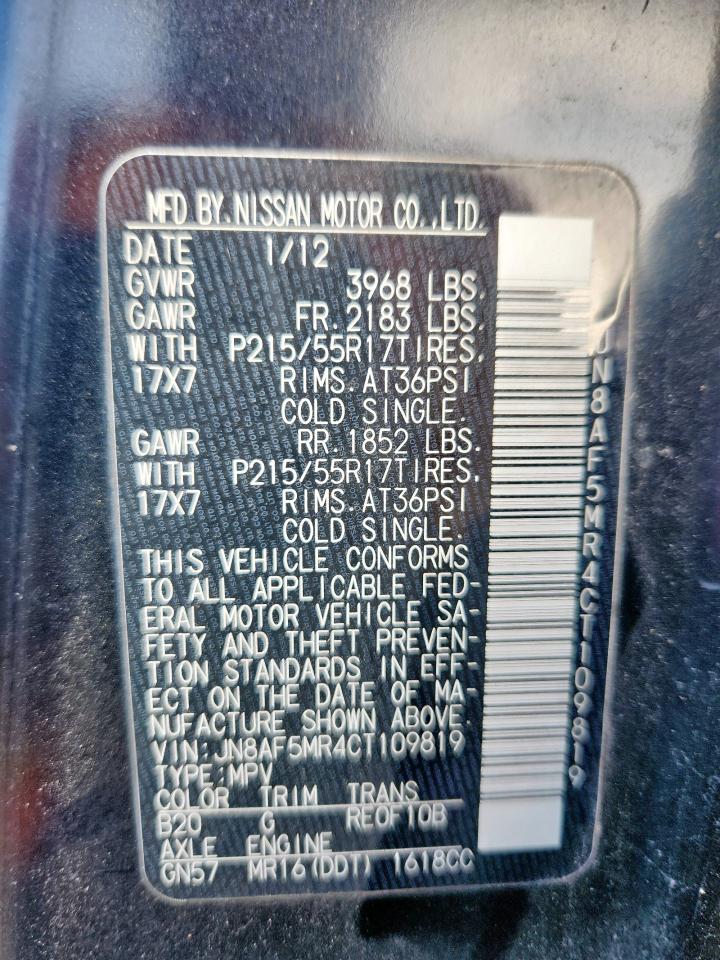 MFD BY.NISSAN MOTOR CO.,LTD.
DATE 1/12
GVWR 3968 LBS.
GAWR FR.2183 LBS.
WITH P215/55R17TIRES.
17X7 RIMS.AT36PSI
COLD SINGLE.
GAWR RR.1852 LBS.
WITH P215/55R17TIRES.
17X7 RIMS.AT36PSI
COLD SINGLE.
THIS VEHICLE CONFORMS
TO ALL APPLICABLE FED-
ERAL MOTOR VEHICLE SA-
FETY AND THEFT PREVEN-
TION STANDARDS IN EFF-
ECT ON THE DATE OF MA-
NUFACTURE SHOWN ABOVE.
VIN:JN8AF5MR4CT109819
TYPE:MPV
COLOR TRIM TRANS
B20 G RE0F10B
AXLE ENGINE
GN57 MR16(DDT) 1618CC
JN8AF5MR4CT109819